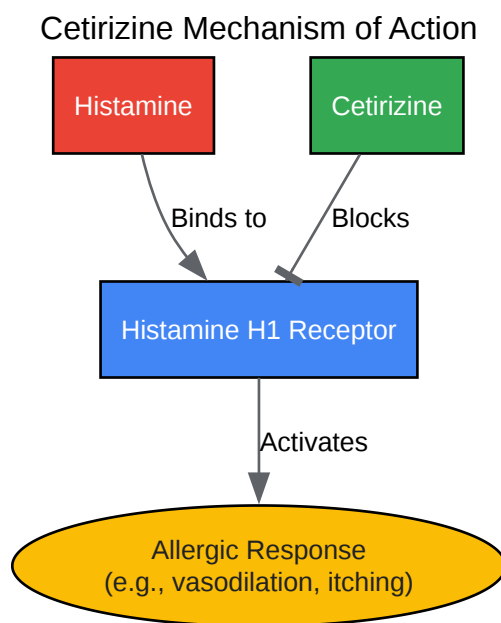 Cetirizine Mechanism of Action
Histamine
Cetirizine
Binds to
Blocks
Histamine H1 Receptor
Activates
Allergic Response
(e.g., vasodilation, itching)